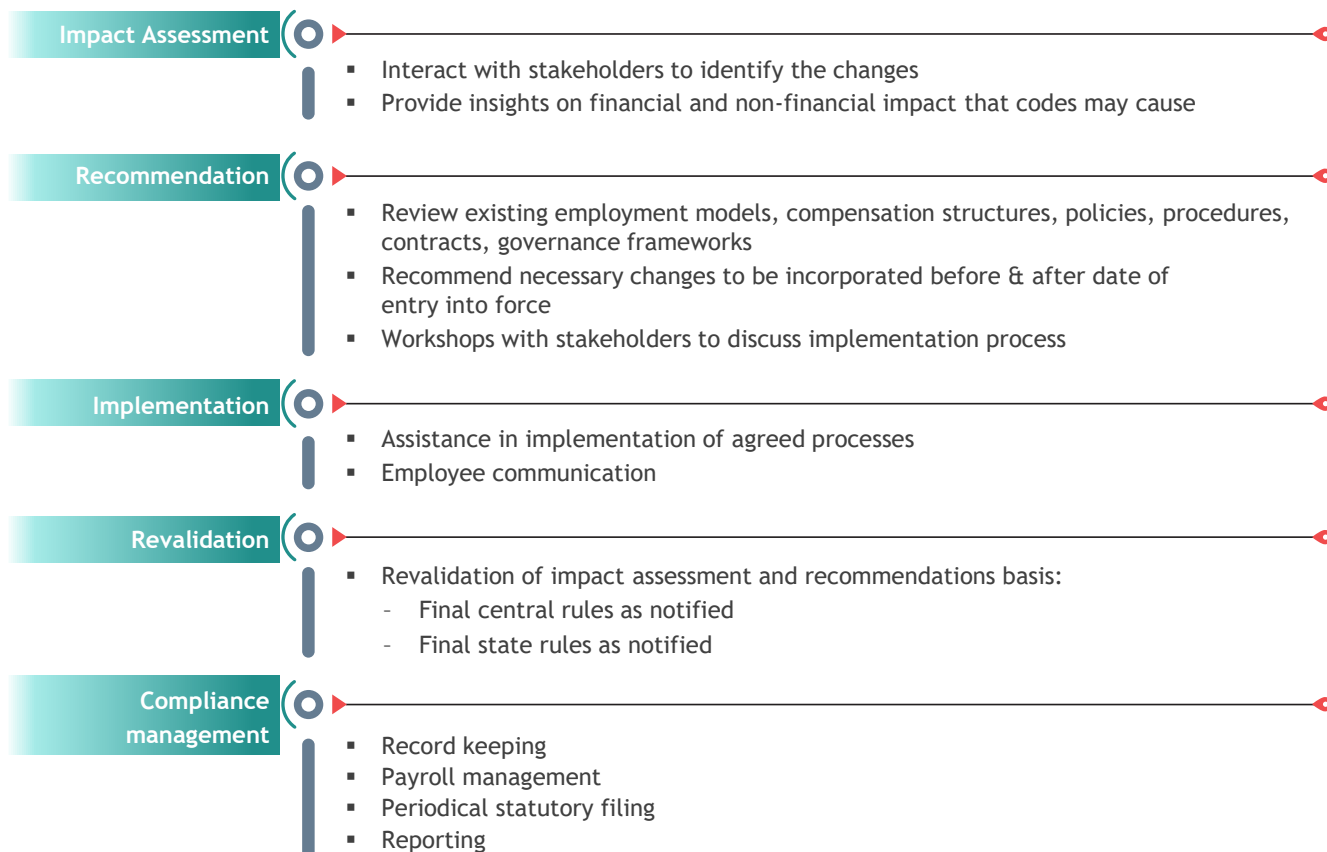 Impact Assessment
▪ Interact with stakeholders to identify the changes
▪ Provide insights on financial and non-financial impact that codes may cause
Recommendation
▪ Review existing employment models, compensation structures, policies, procedures,
contracts, governance frameworks
▪ Recommend necessary changes to be incorporated before & after date of
entry into force
▪ Workshops with stakeholders to discuss implementation process
Implementation
▪ Assistance in implementation of agreed processes
▪ Employee communication
Revalidation
▪ Revalidation of impact assessment and recommendations basis:
- Final central rules as notified
- Final state rules as notified
Compliance
management
▪ Record keeping
▪ Payroll management
▪ Periodical statutory filing
▪ Reporting